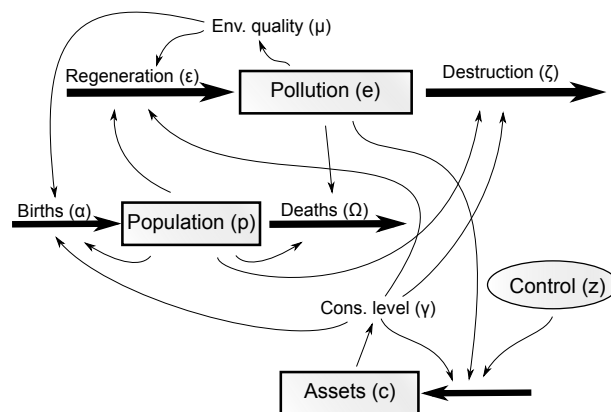 Env. quality (μ)
Regeneration (ε)
Pollution (e)
Destruction (ζ)
Births (α)
Population (p)
Deaths (Ω)
Cons. level (γ)
Control (z)
Assets (c)